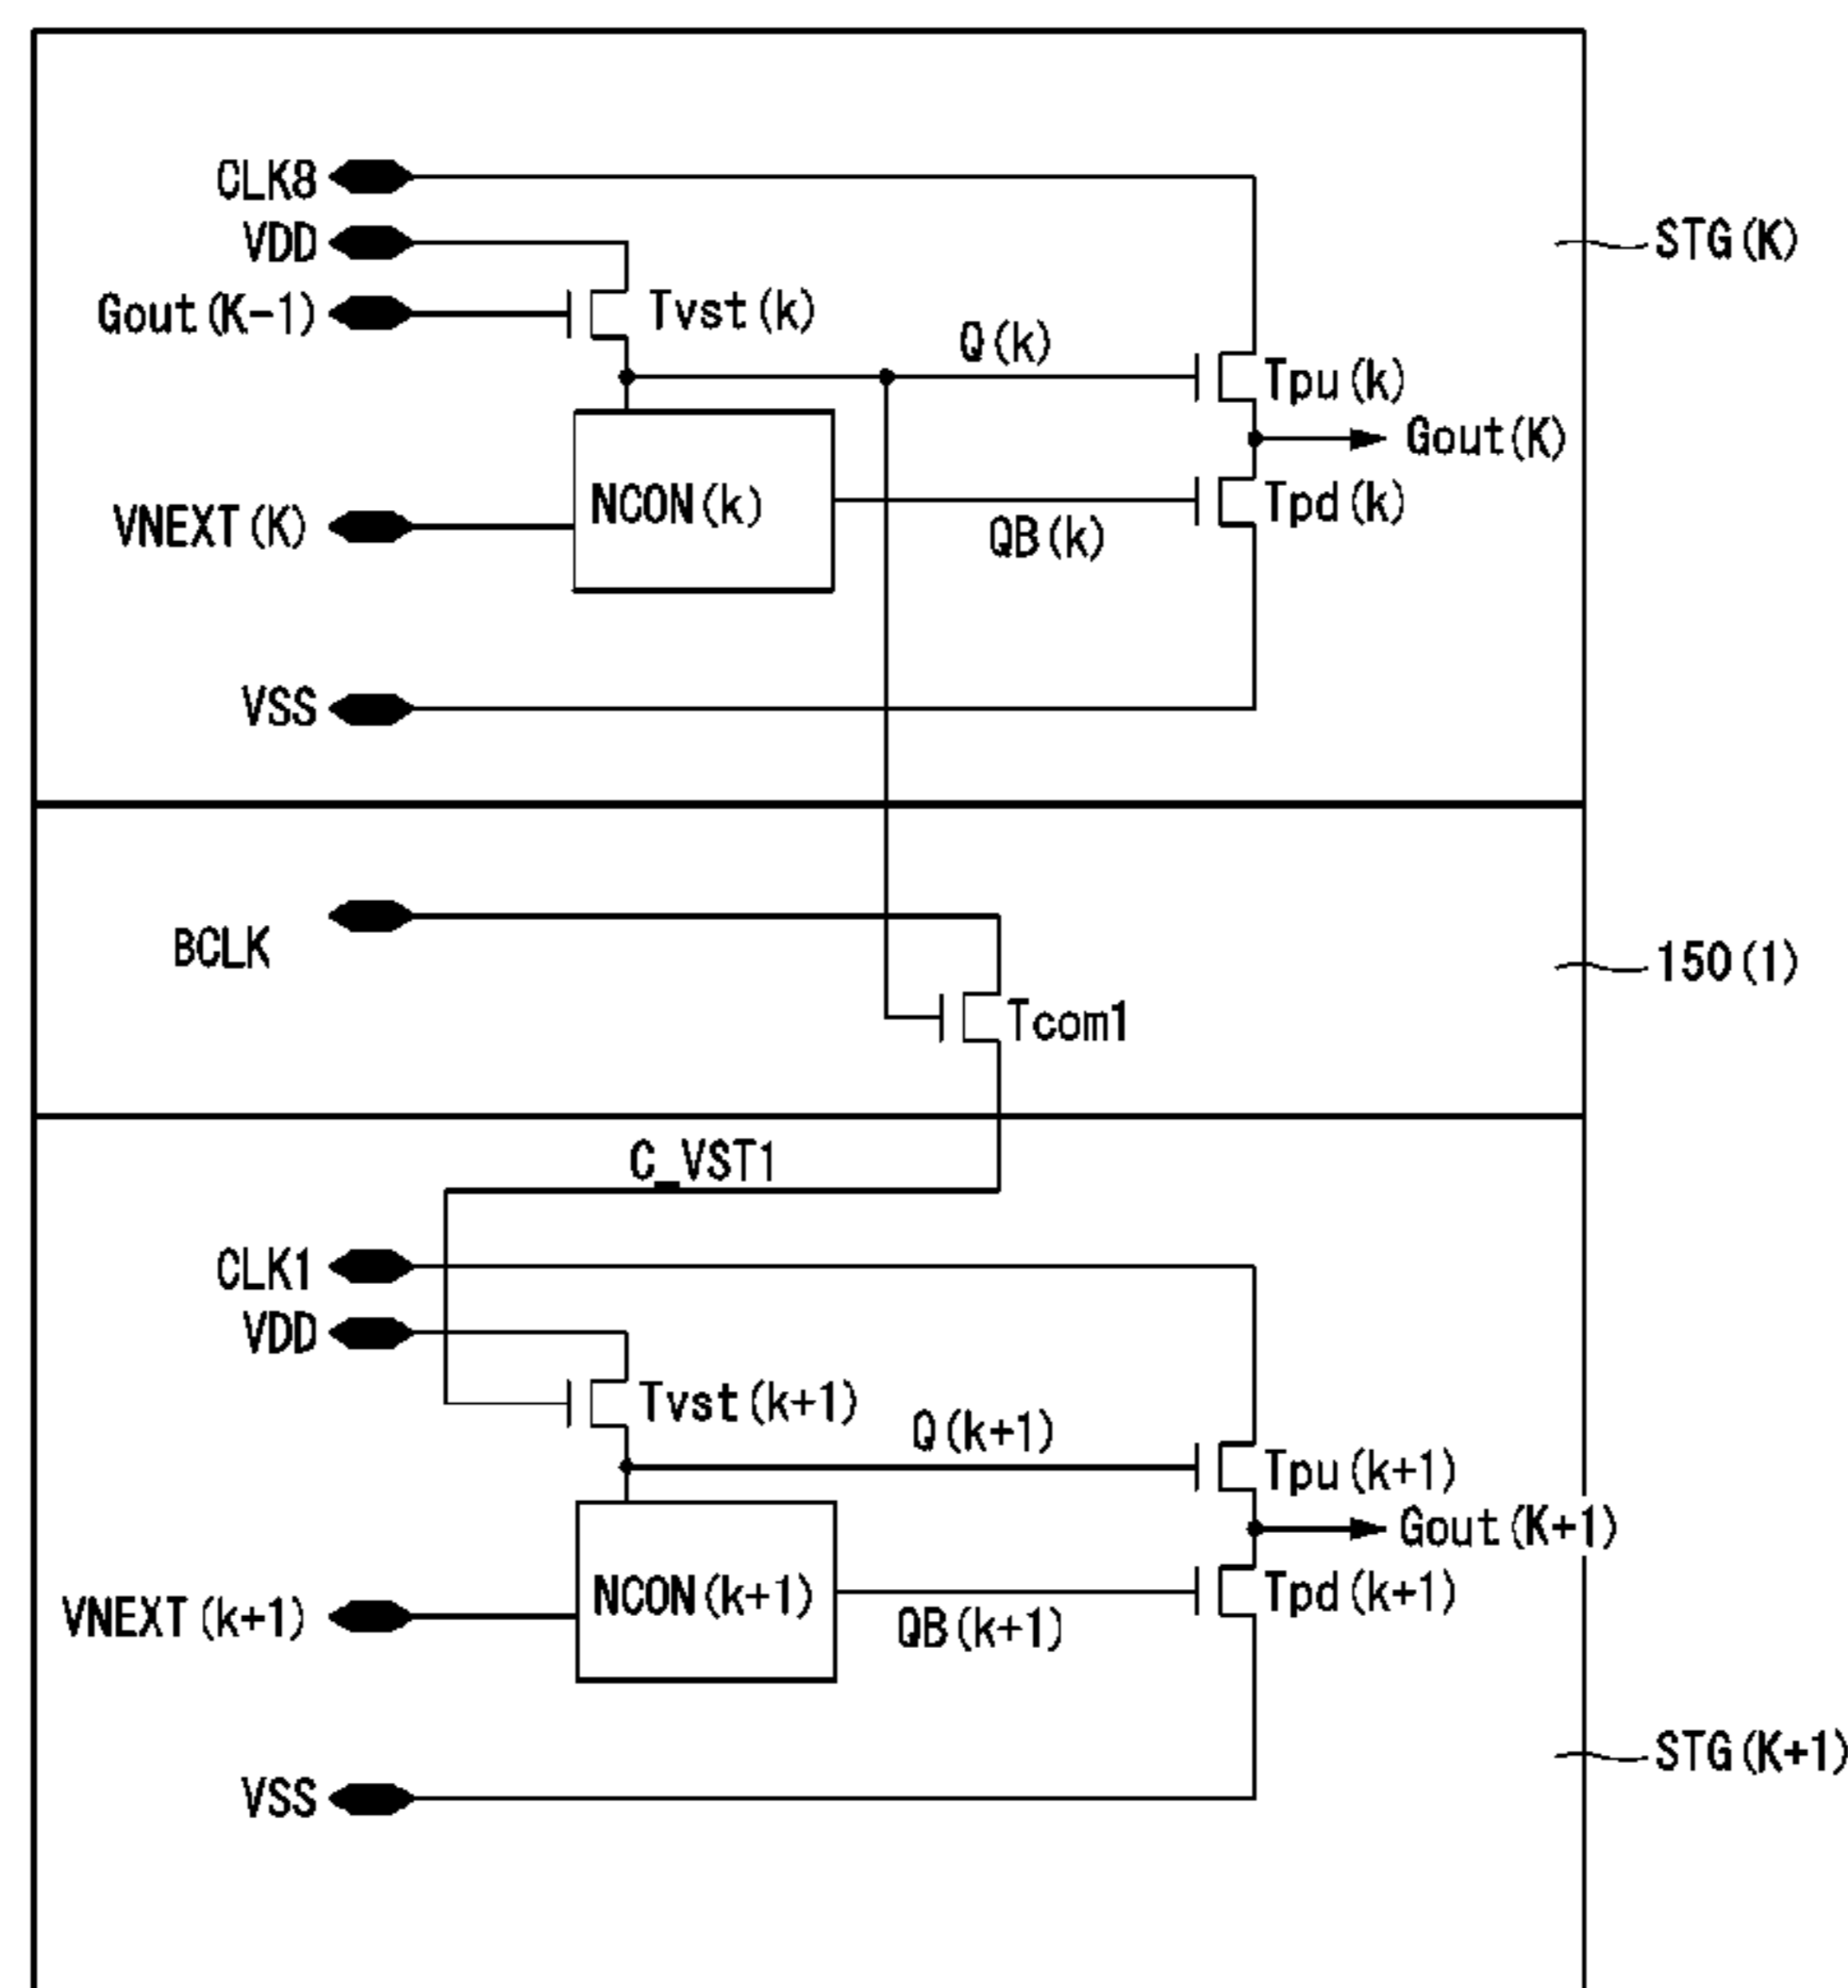 CLK8
VDD
STG(K)
Gout(K-1)
Tvst(k)
Q(k)
Tpu(k)
Gout(K)
NCON(k)
Tpd(k)
VNEXT(K)
QB(k)
VSS
BCLK
150(1)
Tcom1
C_VST1
CLK1
VDD
Tvst(k+1)
Q(k+1)
Tpu(k+1)
Gout(K+1)
NCON(k+1)
Tpd(k+1)
VNEXT(k+1)
QB(k+1)
STG(K+1)
VSS